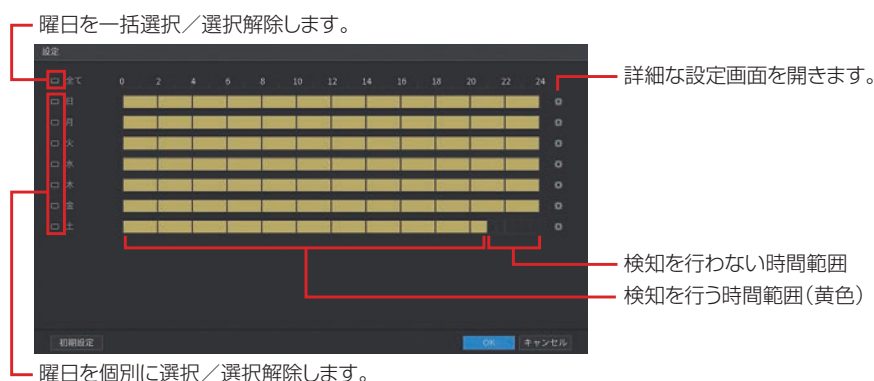 曜日を一括選択／選択解除します。
設定
全て 0 2 4 6 8 10 12 14 16 18 20 22 24
詳細な設定画面を開きます。
日
月
火
水
木
金
土
検知を行わない時間範囲
検知を行う時間範囲（黄色）
初期設定 OK キャンセル
曜日を個別に選択／選択解除します。